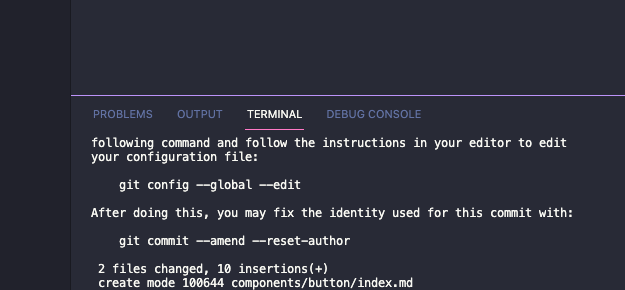 PROBLEMS OUTPUT TERMINAL DEBUG CONSOLE
following command and follow the instructions in your editor to edit
your configuration file:
git config --global --edit
After doing this, you may fix the identity used for this commit with:
git commit --amend --reset-author
2 files changed, 10 insertions(+)
create mode 100644 components/button/index.md